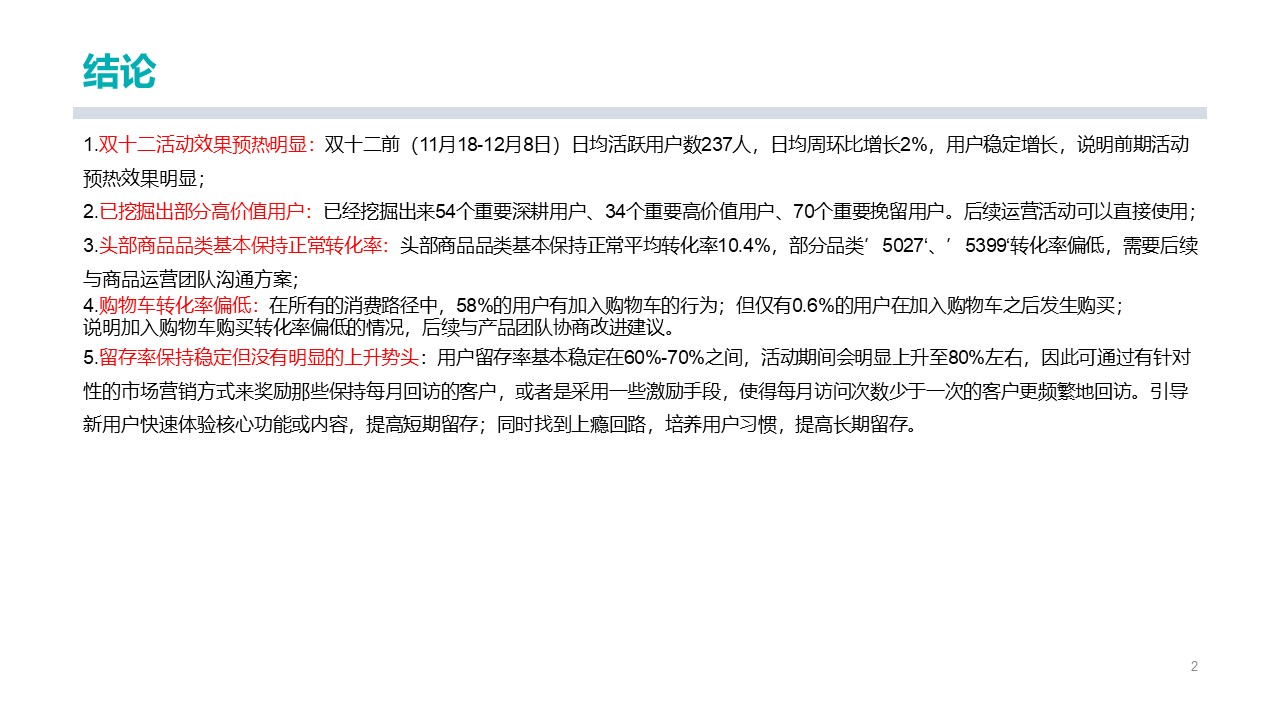 结论
1.双十二活动效果预热明显：双十二前（11月18-12月8日）日均活跃用户数237人，日均周环比增长2%，用户稳定增长，说明前期活动
预热效果明显；
2.已挖掘出部分高价值用户：已经挖掘出来54个重要深耕用户、34个重要高价值用户、70个重要挽留用户。后续运营活动可以直接使用；
3.头部商品品类基本保持正常转化率：头部商品品类基本保持正常平均转化率10.4%，部分品类’5027‘、’5399‘转化率偏低，需要后续
与商品运营团队沟通方案；
4.购物车转化率偏低：在所有的消费路径中，58%的用户有加入购物车的行为；但仅有0.6%的用户在加入购物车之后发生购买；
说明加入购物车购买转化率偏低的情况，后续与产品团队协商改进建议。
5.留存率保持稳定但没有明显的上升势头：用户留存率基本稳定在60%-70%之间，活动期间会明显上升至80%左右，因此可通过有针对
性的市场营销方式来奖励那些保持每月回访的客户，或者是采用一些激励手段，使得每月访问次数少于一次的客户更频繁地回访。引导
新用户快速体验核心功能或内容，提高短期留存；同时找到上瘾回路，培养用户习惯，提高长期留存。
2